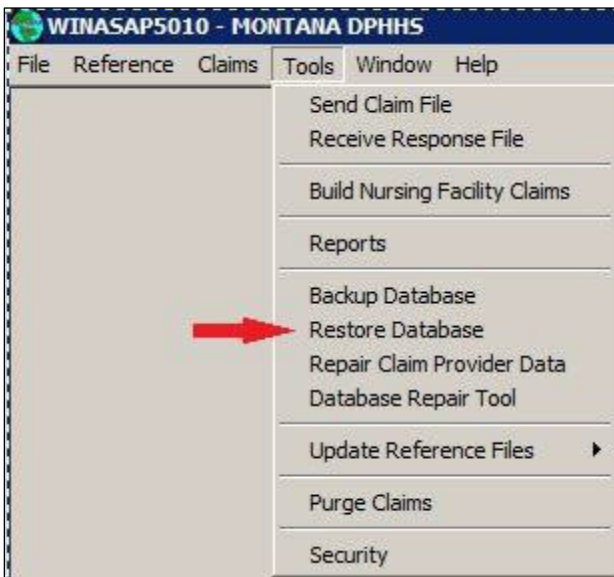 WINASAP5010 - MONTANA DPHHS
File Reference Claims Tools Window Help
Send Claim File
Receive Response File
Build Nursing Facility Claims
Reports
Backup Database
Restore Database
Repair Claim Provider Data
Database Repair Tool
Update Reference Files
Purge Claims
Security